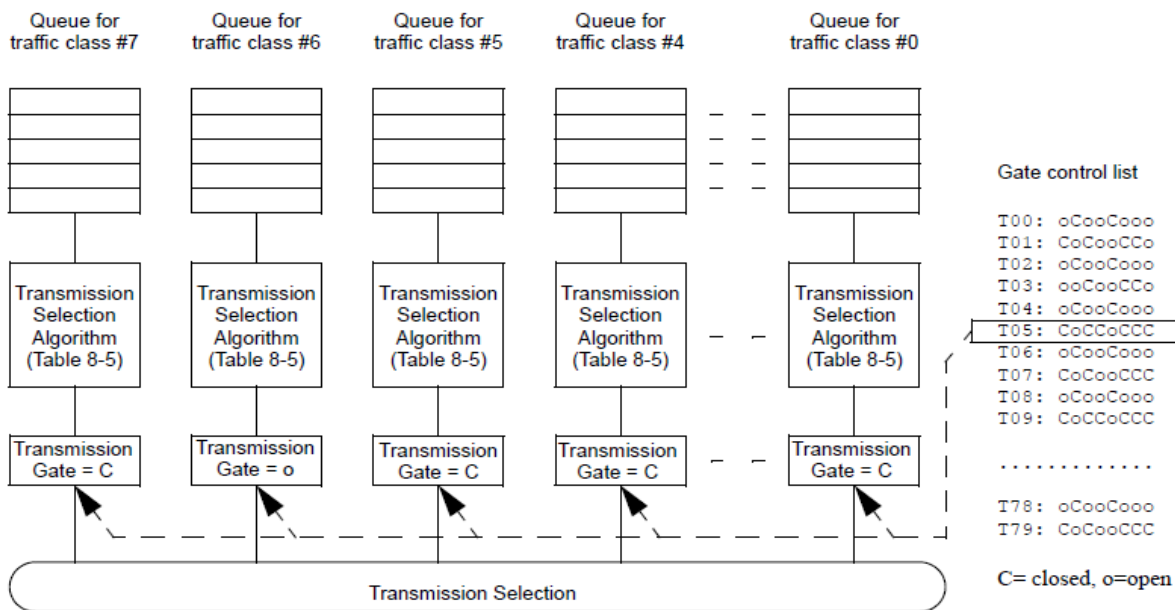 Queue for
traffic class #7
Queue for
traffic class #6
Queue for
traffic class #5
Queue for
traffic class #4
Queue for
traffic class #0
Transmission
Selection
Algorithm
(Table 8-5)
Transmission
Selection
Algorithm
(Table 8-5)
Transmission
Selection
Algorithm
(Table 8-5)
Transmission
Selection
Algorithm
(Table 8-5)
Transmission
Selection
Algorithm
(Table 8-5)
Transmission
Gate = C
Transmission
Gate = o
Transmission
Gate = C
Transmission
Gate = C
Transmission
Gate = C
Transmission Selection
Gate control list
T00: oCooCooo
T01: CoCooCCo
T02: oCooCooo
T03: ooCooCCo
T04: oCooCooo
T05: CoCCoCCC
T06: oCooCooo
T07: CoCooCCC
T08: oCooCooo
T09: CoCCoCCC
. . . . . . . . . . . . .
T78: oCooCooo
T79: CoCooCCC
C= closed, o=open